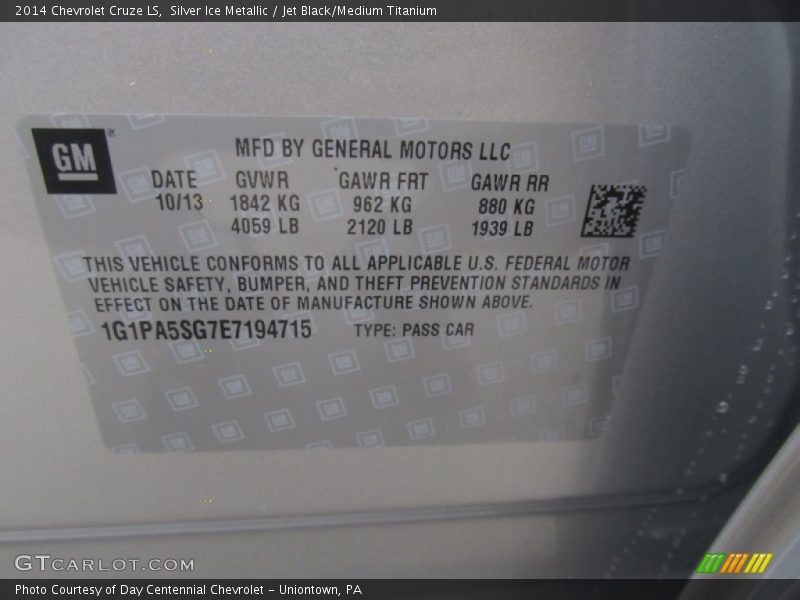 2014 Chevrolet Cruze LS,  Silver Ice Metallic / Jet Black/Medium Titanium
GM
MFD BY GENERAL MOTORS LLC
DATE GVWR GAWR FRT GAWR RR
10/13 1842 KG 962 KG 880 KG
4059 LB 2120 LB 1939 LB
THIS VEHICLE CONFORMS TO ALL APPLICABLE U.S. FEDERAL MOTOR
VEHICLE SAFETY, BUMPER, AND THEFT PREVENTION STANDARDS IN
EFFECT ON THE DATE OF MANUFACTURE SHOWN ABOVE.
1G1PA5SG7E7194715 TYPE: PASS CAR
GTCARLOT.COM
Photo Courtesy of Day Centennial Chevrolet - Uniontown, PA